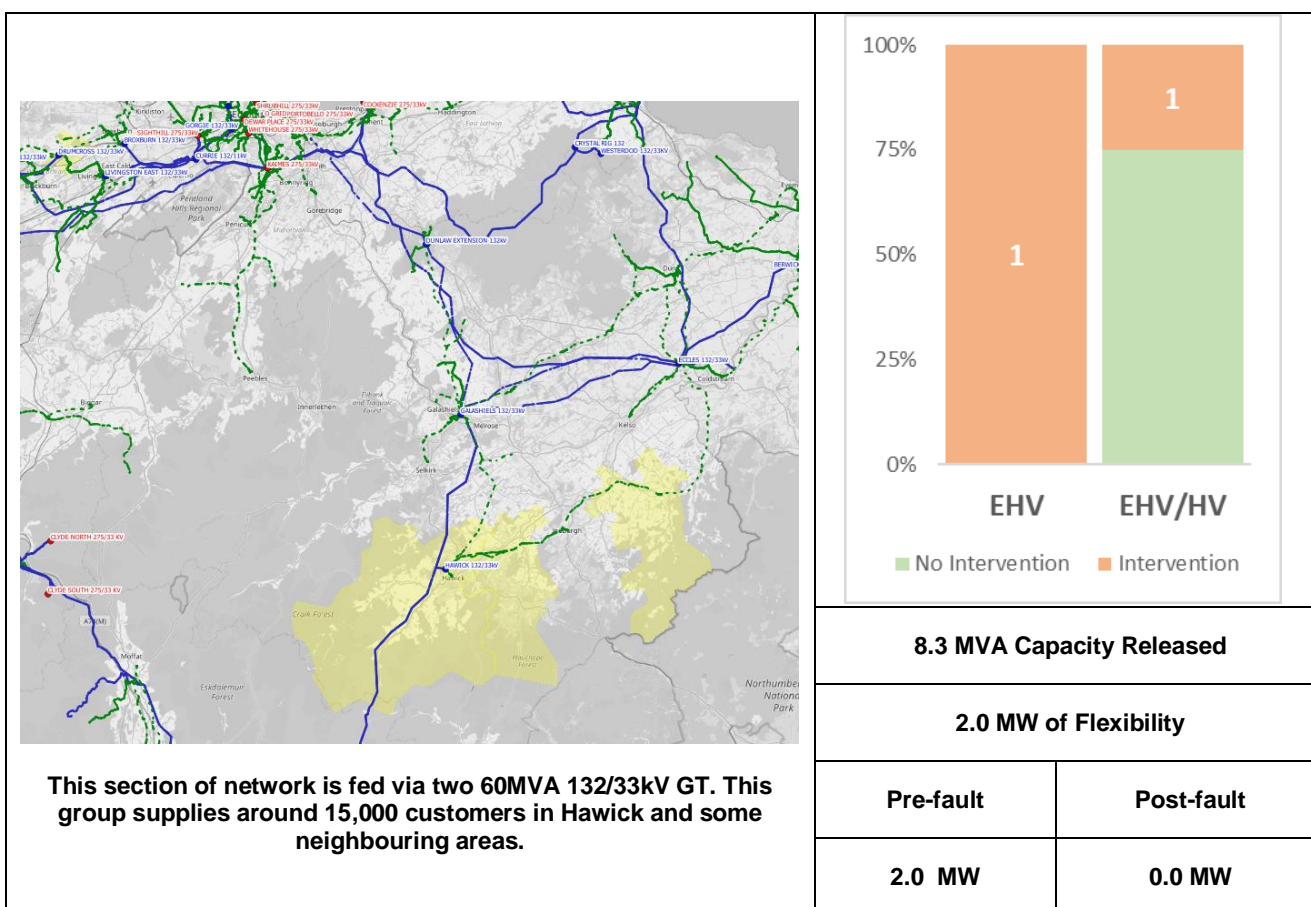 Kirkliston
SHRUBHILL 275/33kV
COCKENZIE 275/33kV
Haddington
GORGIE 132/33kV
PORTOBELLO 275/33kV
DEWAR PLACE 275/33kV
SIGHTHILL 275/33kV
WHITEHOUSE 275/33kV
BROXBURN 132/33kV
DRUMCROSS 132/33kV
CURRIE 132/11kV
KAIMES 275/33kV
CRYSTAL RIG 132
LIVINGSTON EAST 132/33kV
Bonnyrigg
Pentland
Hills Regional
Park
Gorebridge
Penicuik
DUNLAW EXTENSION 132kV
BERWICK
Peebles
ECCLES 132/33kV
Coldstream
Biggar
Innerleithen
Galashiels
GALASHIELS 132/33kV
Melrose
Kelso
Selkirk
CLYDE NORTH 275/33 KV
HAWICK 132/33kV
Hawick
CLYDE SOUTH 275/33 KV
Craik Forest
A74(M)
Moffat
Eskdalemuir
Forest
Northumberl
Nationa
Park
This section of network is fed via two 60MVA 132/33kV GT. This
group supplies around 15,000 customers in Hawick and some
neighbouring areas.
100%
75%
50%
25%
0%
1
1
EHV
EHV/HV
No Intervention
Intervention
8.3 MVA Capacity Released
2.0 MW of Flexibility
Pre-fault
Post-fault
2.0 MW
0.0 MW